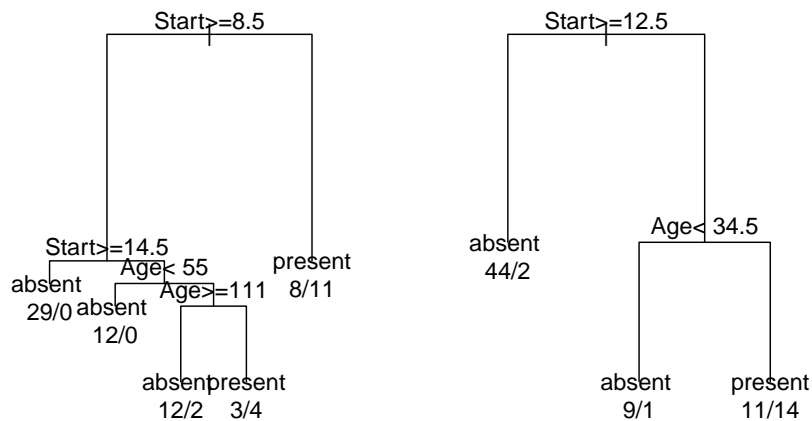 Start>=8.5
Start>=14.5
absent
29/0
Age< 55
absent
12/0
Age>=111
absent
12/2
present
3/4
present
8/11
Start>=12.5
absent
44/2
Age< 34.5
absent
9/1
present
11/14